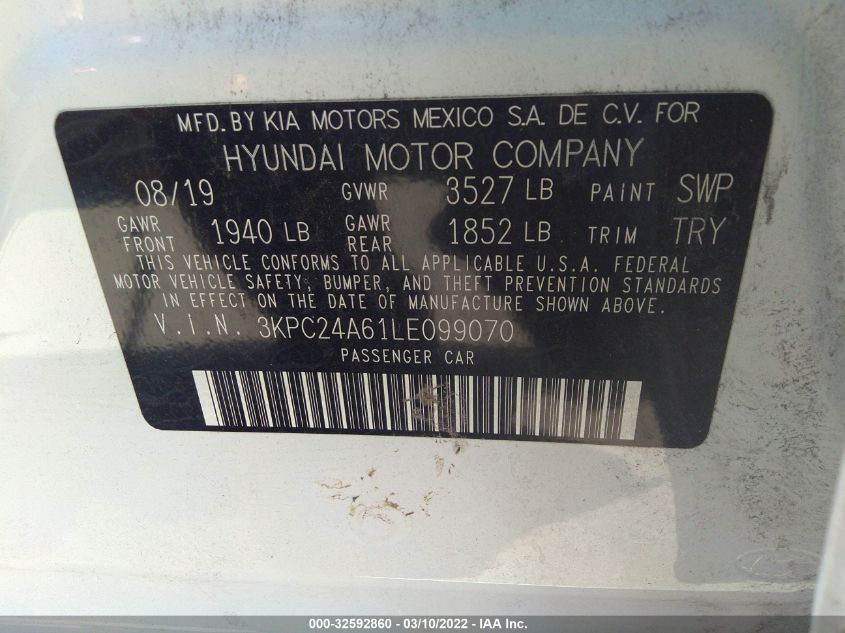 MFD. BY KIA MOTORS MEXICO S.A. DE C.V. FOR
HYUNDAI MOTOR COMPANY
08/19 GVWR 3527 LB PAINT SWP
GAWR FRONT 1940 LB GAWR REAR 1852 LB TRIM TRY
THIS VEHICLE CONFORMS TO ALL APPLICABLE U.S.A. FEDERAL
MOTOR VEHICLE SAFETY, BUMPER, AND THEFT PREVENTION STANDARDS
IN EFFECT ON THE DATE OF MANUFACTURE SHOWN ABOVE.
V.I.N. 3KPC24A61LE099070
PASSENGER CAR
000-32592860 - 03/10/2022 - IAA Inc.